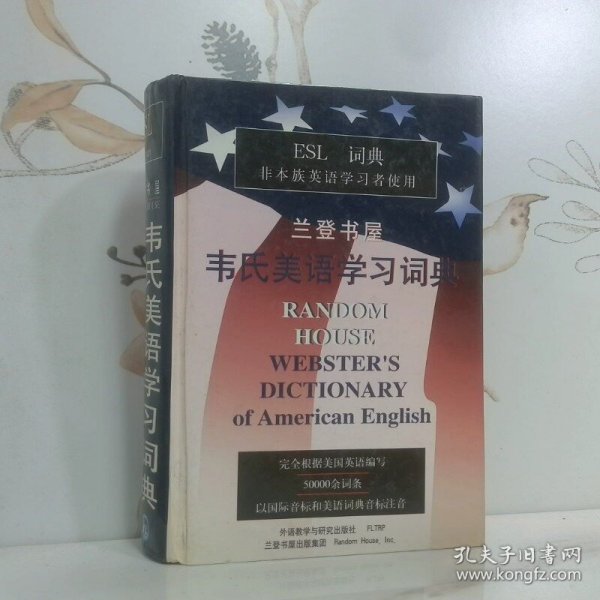 ESL 词典
非本族英语学习者使用
兰登书屋
韦氏美语学习词典
RANDOM
HOUSE
WEBSTER'S
DICTIONARY
of American English
完全根据美国英语编写
50000余词条
以国际音标和美语词典音标注音
外语教学与研究出版社 FLTRP
兰登书屋出版集团 Random House, Inc.
韦氏美语学习词典
孔夫子旧书网
www.kongfz.com